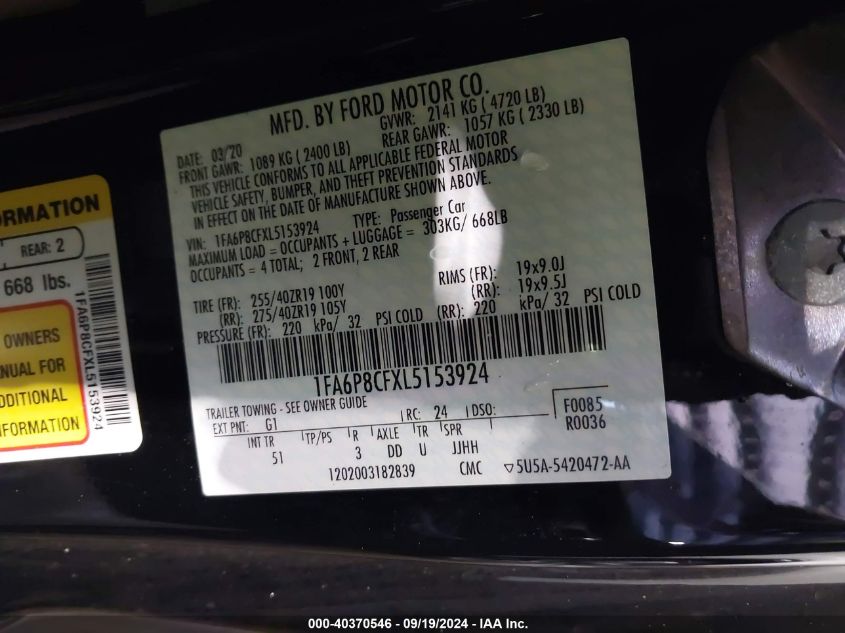 MFD. BY FORD MOTOR CO.
DATE: 03/20 GVWR: 2141 KG ( 4720 LB)
FRONT GAWR: 1089 KG ( 2400 LB) REAR GAWR: 1057 KG ( 2330 LB)
THIS VEHICLE CONFORMS TO ALL APPLICABLE FEDERAL MOTOR
VEHICLE SAFETY, BUMPER, AND THEFT PREVENTION STANDARDS
IN EFFECT ON THE DATE OF MANUFACTURE SHOWN ABOVE.
VIN: 1FA6P8CFXL5153924 TYPE: Passenger Car
MAXIMUM LOAD = OCCUPANTS + LUGGAGE = 303KG/ 668LB
OCCUPANTS = 4 TOTAL; 2 FRONT, 2 REAR
TIRE (FR): 255/40ZR19 100Y RIMS (FR): 19x9.0J
(RR): 275/40ZR19 105Y (RR): 19x9.5J
PRESSURE (FR): 220 kPa/ 32 PSI COLD (RR): 220 kPa/ 32 PSI COLD
1FA6P8CFXL5153924
TRAILER TOWING - SEE OWNER GUIDE
EXT PNT: G1 RC: 24 DSO: F0085
R0036
INT TR TP/PS R AXLE TR SPR
51 3 DD U JJHH
1202003182839 CMC 5U5A-5420472-AA
ORMATION
REAR: 2
668 lbs.
OWNERS
NUAL FOR
DDITIONAL
INFORMATION
1FA6P8CFXL5153924
000-40370546 - 09/19/2024 - IAA Inc.